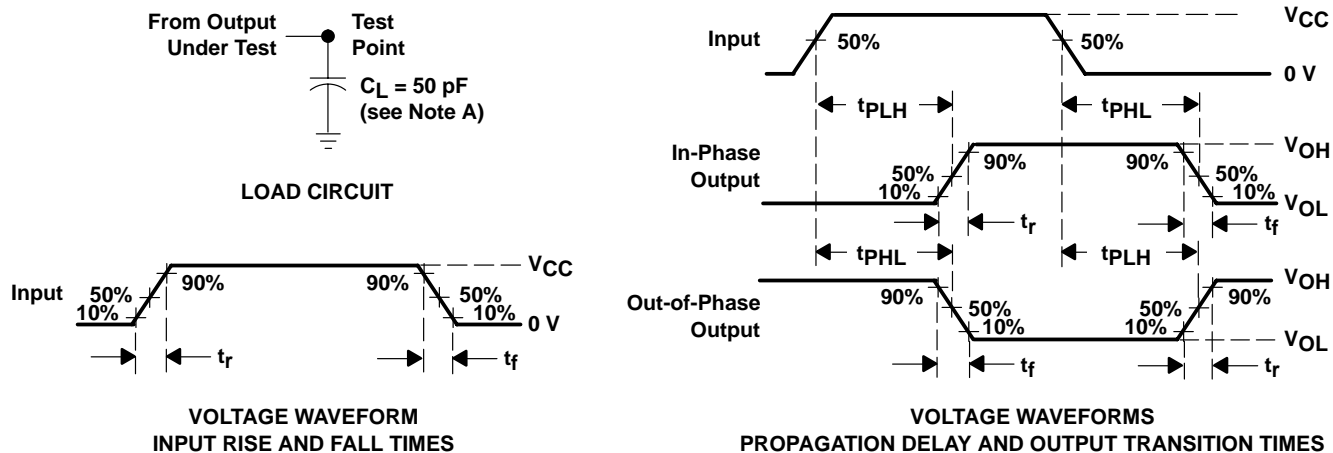 From Output
Under Test
Test
Point
CL = 50 pF
(see Note A)
LOAD CIRCUIT
Input
50%
10%
90%
90%
50%
10%
VCC
0 V
tr
tf
VOLTAGE WAVEFORM
INPUT RISE AND FALL TIMES
Input
50%
50%
VCC
0 V
tPLH
tPHL
In-Phase
Output
50%
10%
90%
90%
50%
10%
VOH
VOL
tr
tf
tPHL
tPLH
Out-of-Phase
Output
90%
50%
10%
50%
10%
90%
VOH
VOL
tf
tr
VOLTAGE WAVEFORMS
PROPAGATION DELAY AND OUTPUT TRANSITION TIMES